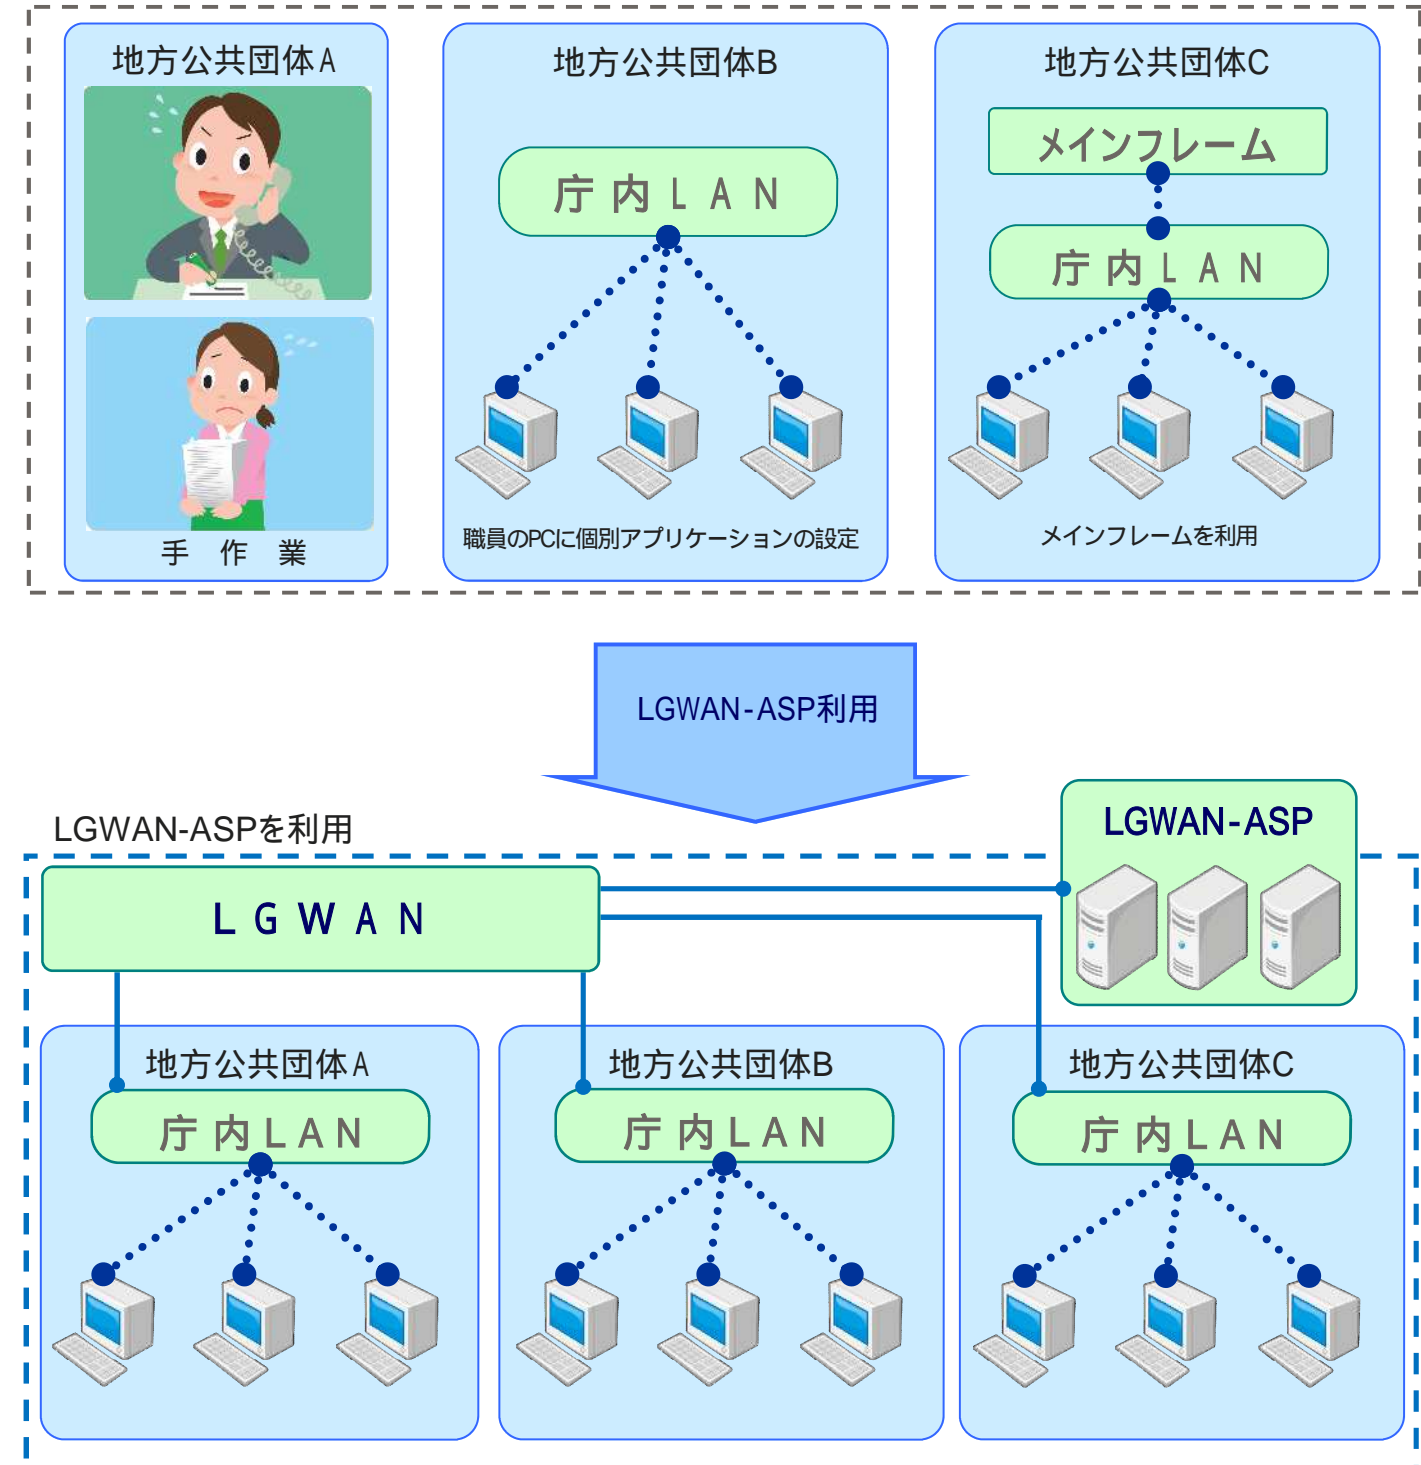 地方公共団体A
地方公共団体B
地方公共団体C
メインフレーム
庁内LAN
庁内LAN
手作業
職員のPCに個別アプリケーションの設定
メインフレームを利用
LGWAN-ASP利用
LGWAN-ASPを利用
LGWAN-ASP
LGWAN
地方公共団体A
地方公共団体B
地方公共団体C
庁内LAN
庁内LAN
庁内LAN